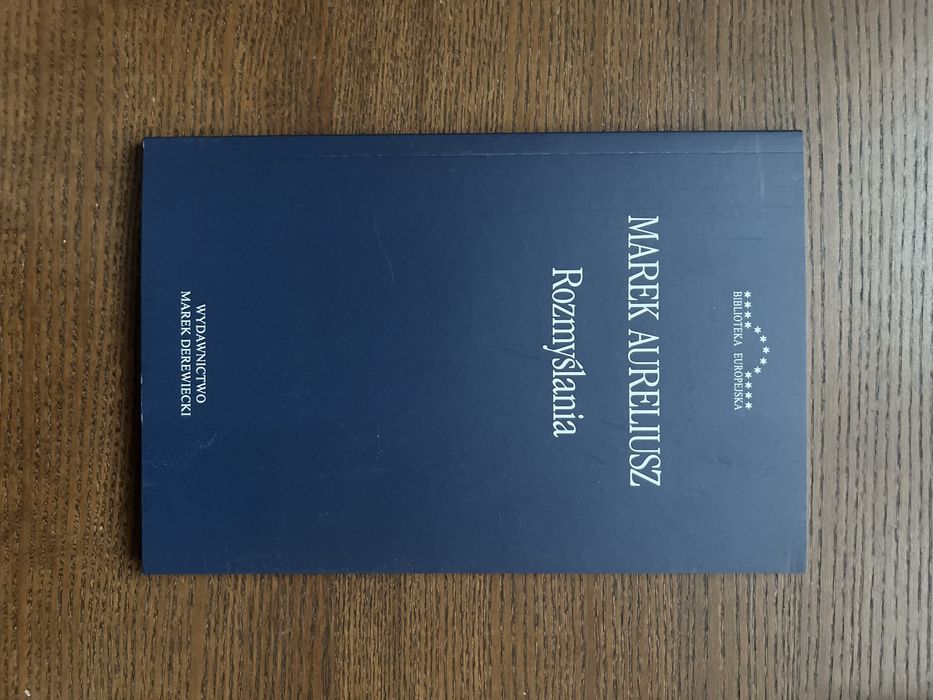 BIBLIOTEKA EUROPEJSKA
MAREK AURELIUSZ
Rozmyślania
WYDAWNICTWO
MAREK DEREWIECKI